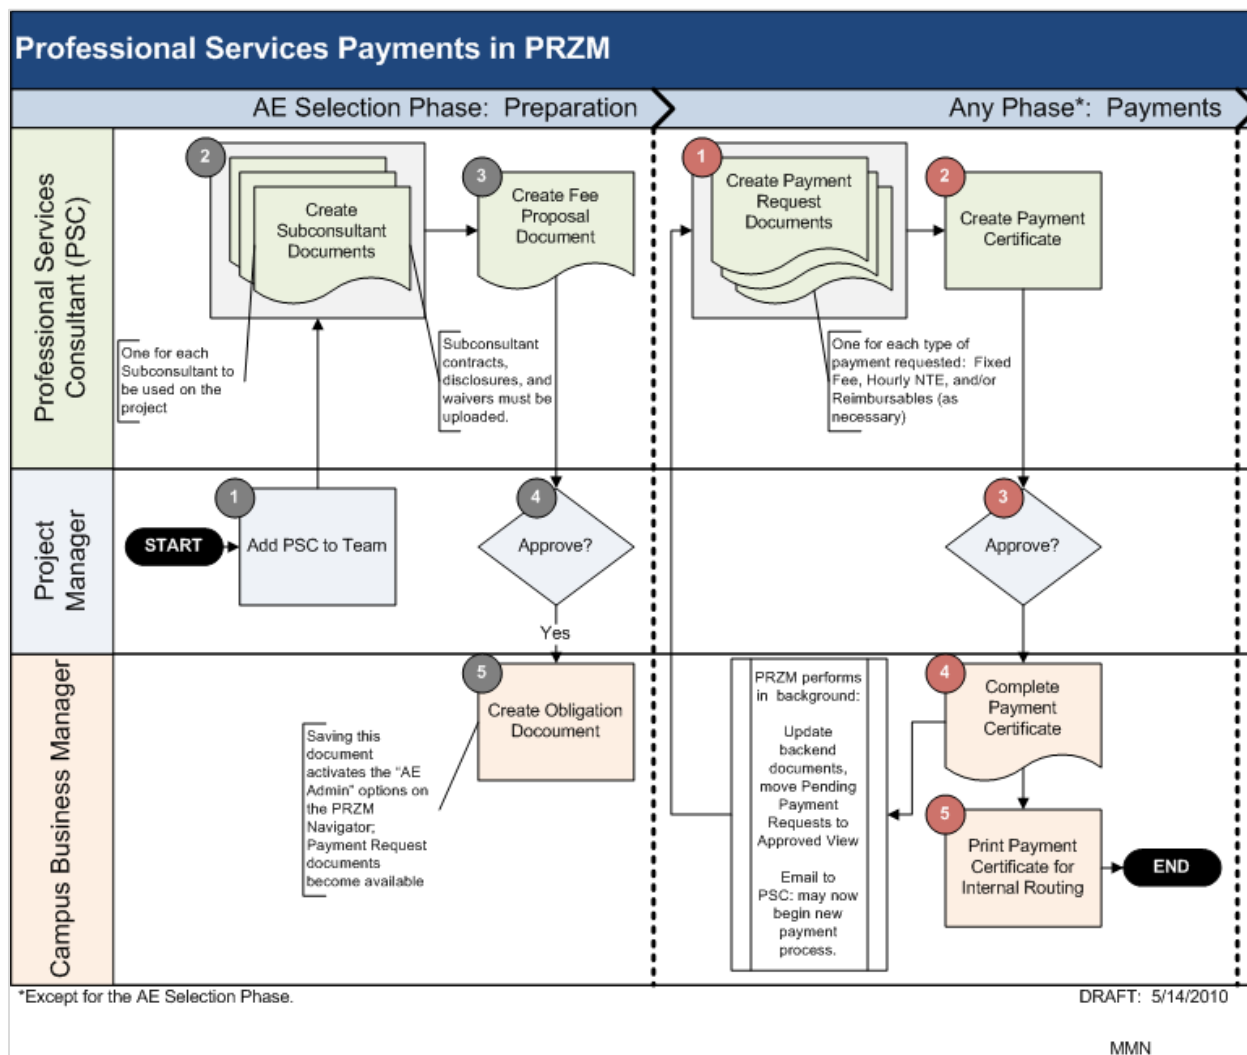 Professional Services Payments in PRZM
AE Selection Phase:  Preparation
Any Phase*:  Payments
Professional Services
Consultant (PSC)
2
Create
Subconsultant
Documents
3
Create Fee
Proposal
Document
One for each
Subconsultant to
be used on the
project
Subconsultant
contracts,
disclosures, and
waivers must be
uploaded.
1
Create Payment
Request
Documents
2
Create Payment
Certificate
One for each type of
payment requested:  Fixed
Fee, Hourly NTE, and/or
Reimbursables (as
necessary)
Project
Manager
START
1
Add PSC to Team
4
Approve?
Yes
3
Approve?
Campus Business Manager
5
Create Obligation
Docoument
Saving this
document
activates the “AE
Admin” options on
the PRZM
Navigator;
Payment Request
documents
become available
PRZM performs
in  background:
Update
backend
documents,
move Pending
Payment
Requests to
Approved View
Email to
PSC: may now
begin new
payment
process.
4
Complete
Payment
Certificate
5
Print Payment
Certificate for
Internal Routing
END
*Except for the AE Selection Phase.
DRAFT:  5/14/2010
MMN